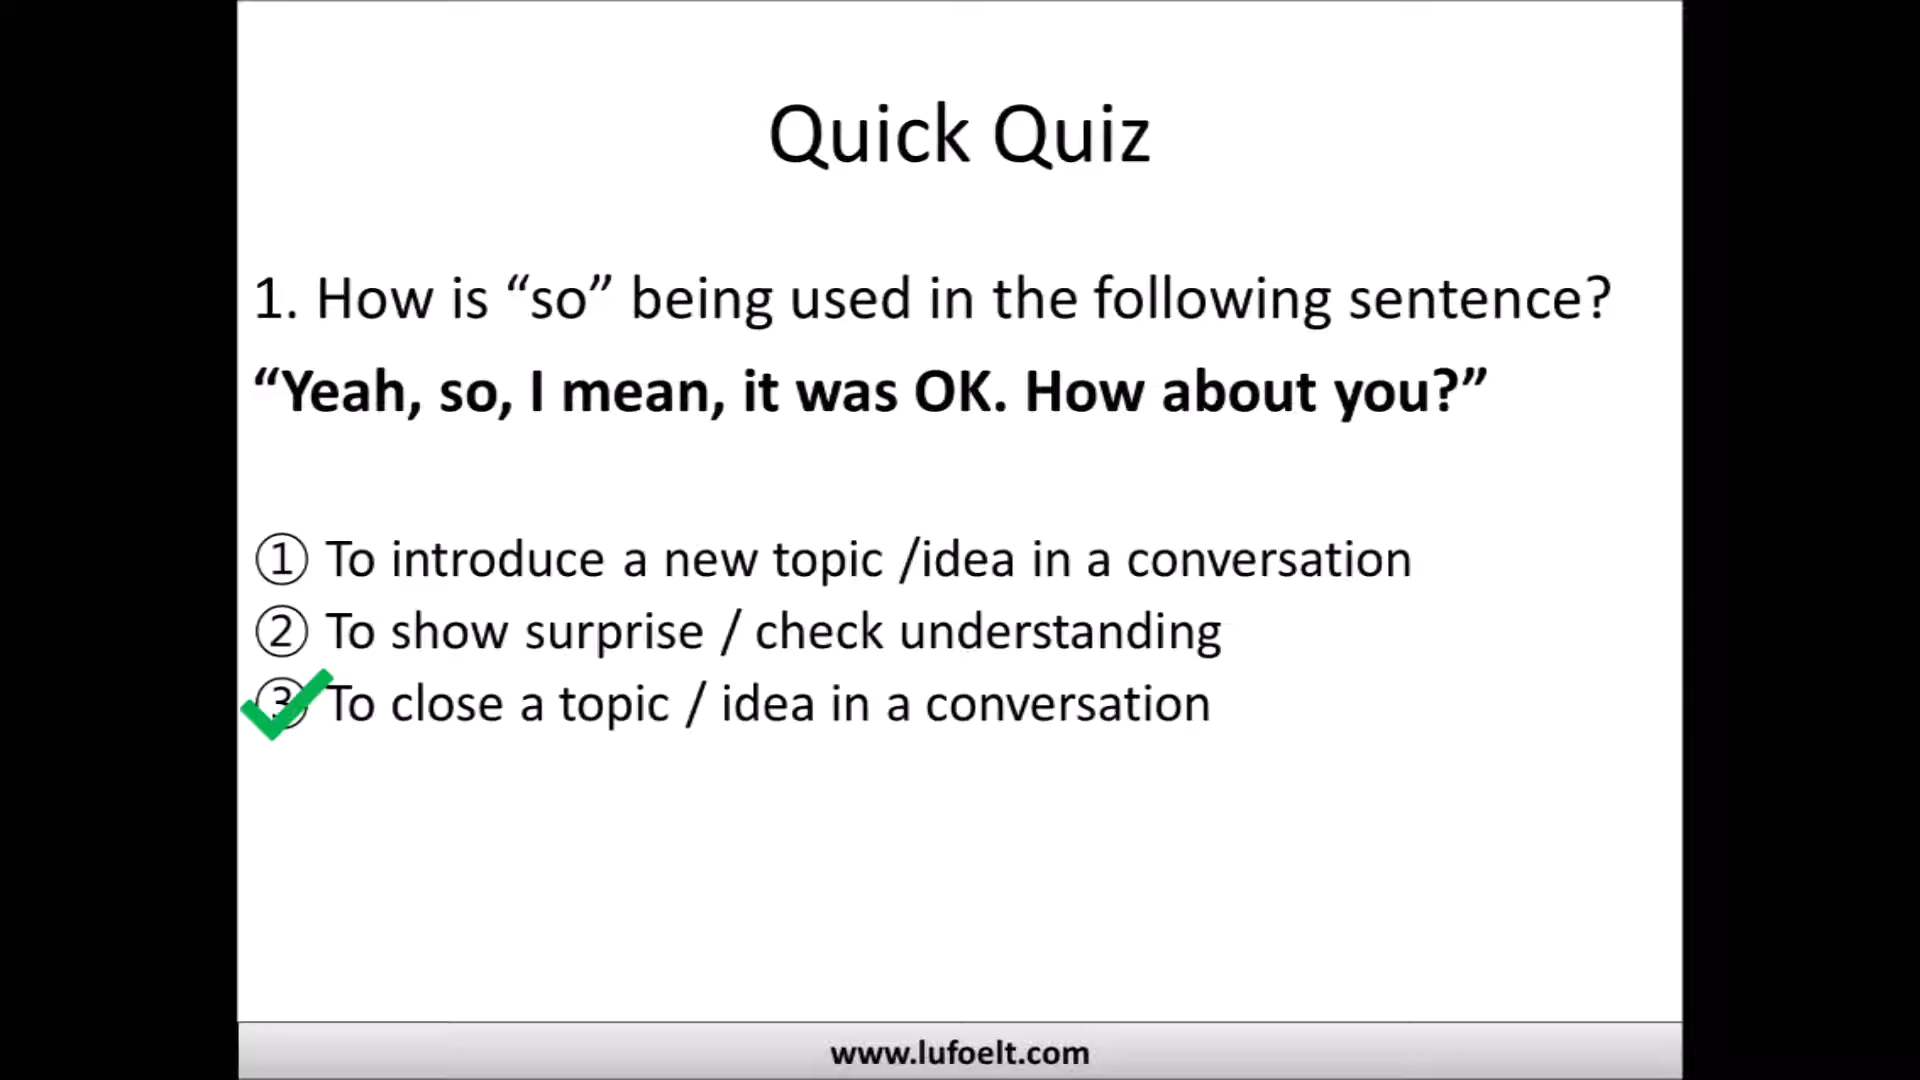 Quick Quiz
1. How is “so” being used in the following sentence?
“Yeah, so, I mean, it was OK. How about you?”
① To introduce a new topic /idea in a conversation
② To show surprise / check understanding
③ To close a topic / idea in a conversation
www.lufoelt.com